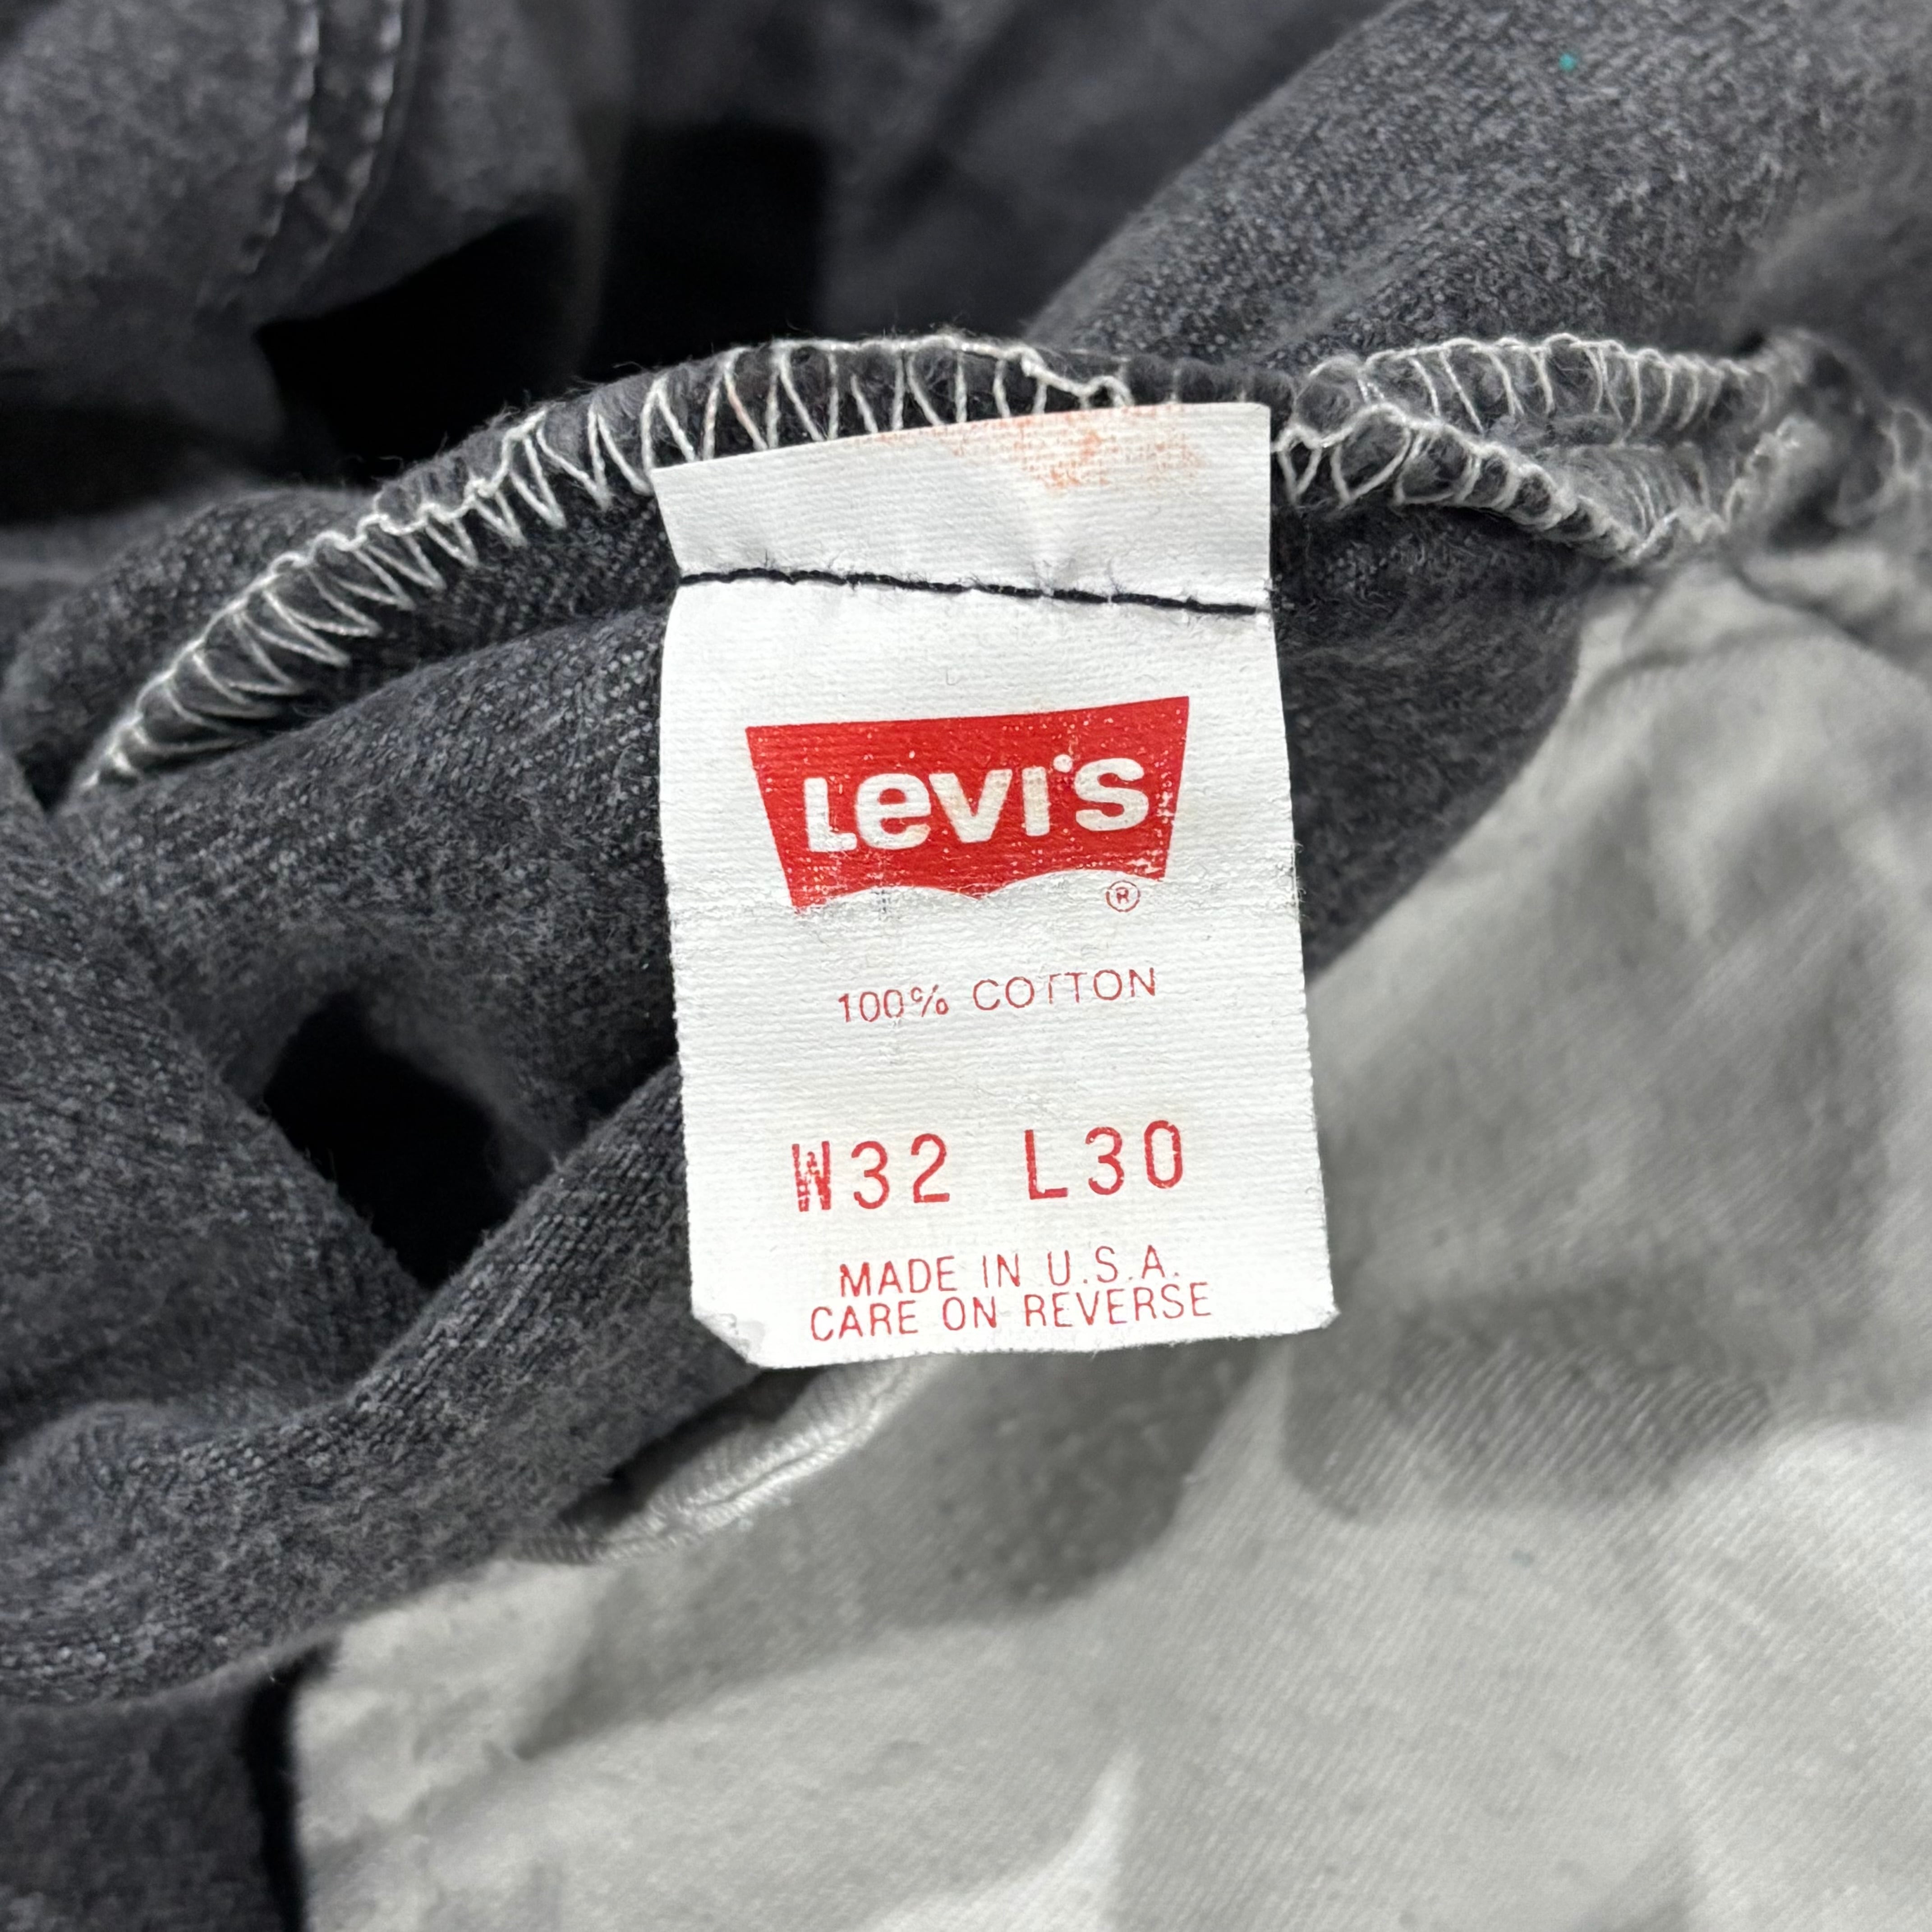 Levi's
®
100% COTTON
W32 L30
MADE IN U.S.A.
CARE ON REVERSE